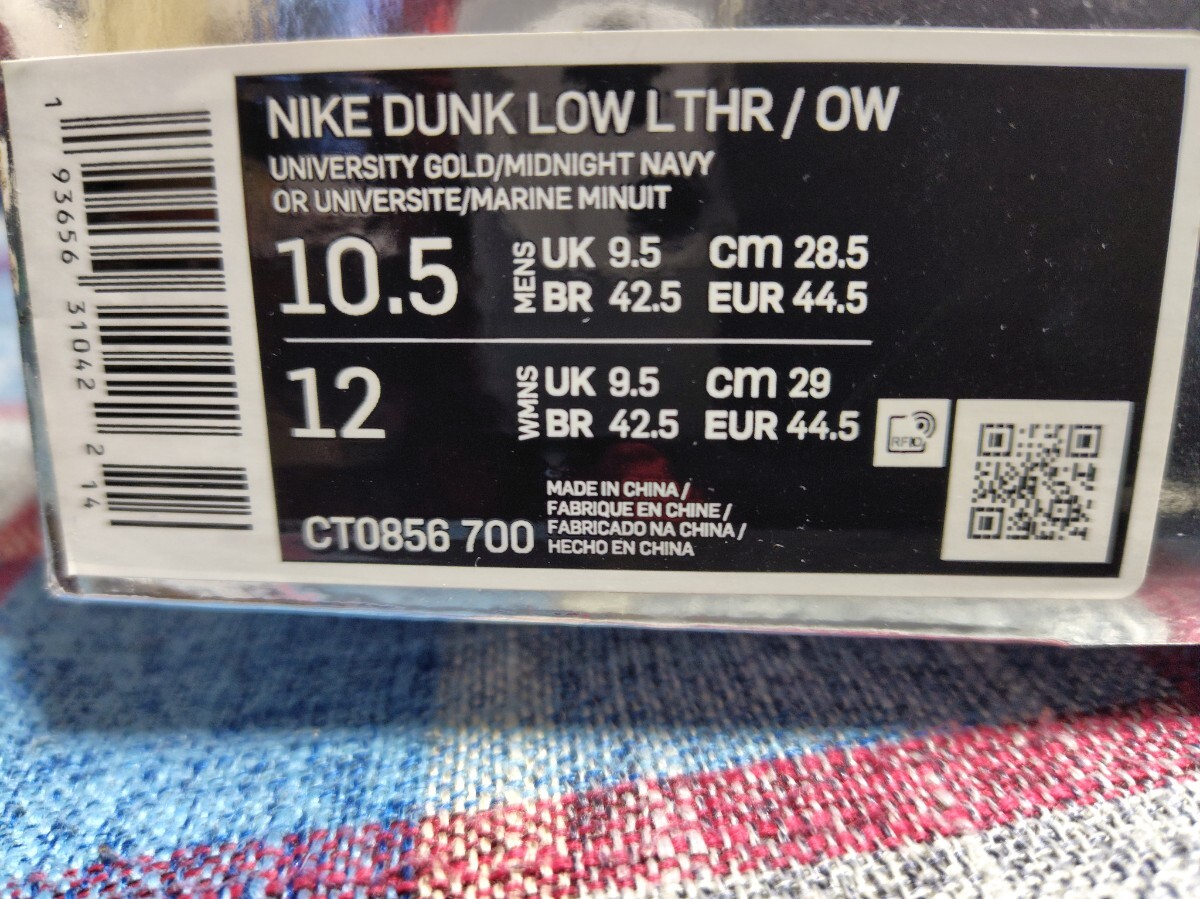 NIKE DUNK LOW LTHR / OW
UNIVERSITY GOLD/MIDNIGHT NAVY
OR UNIVERSITE/MARINE MINUIT
10.5 MENS UK 9.5 cm 28.5
BR 42.5 EUR 44.5
12 WMNS UK 9.5 cm 29
BR 42.5 EUR 44.5
RFID
MADE IN CHINA /
FABRIQUE EN CHINE /
FABRICADO NA CHINA /
HECHO EN CHINA
CT0856 700
1 93656 31042 2 14